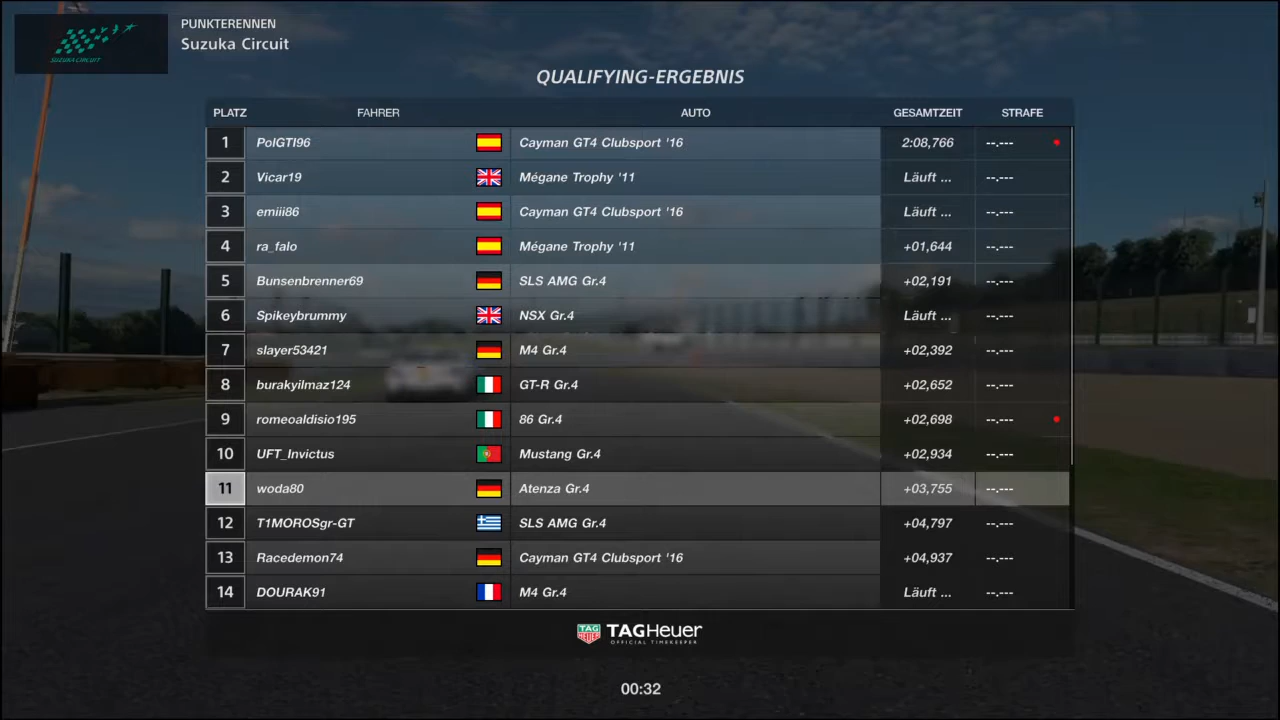 PUNKTERENNEN
Suzuka Circuit
SUZUKA CIRCUIT
QUALIFYING-ERGEBNIS
PLATZ FAHRER AUTO GESAMTZEIT STRAFE
1 PolGTI96 Cayman GT4 Clubsport '16 2:08,766 --.---
2 Vicar19 Mégane Trophy '11 Läuft ... --.---
3 emiii86 Cayman GT4 Clubsport '16 Läuft ... --.---
4 ra_falo Mégane Trophy '11 +01,644 --.---
5 Bunsenbrenner69 SLS AMG Gr.4 +02,191 --.---
6 Spikeybrummy NSX Gr.4 Läuft ... --.---
7 slayer53421 M4 Gr.4 +02,392 --.---
8 burakyilmaz124 GT-R Gr.4 +02,652 --.---
9 romeoaldisio195 86 Gr.4 +02,698 --.---
10 UFT_Invictus Mustang Gr.4 +02,934 --.---
11 woda80 Atenza Gr.4 +03,755 --.---
12 T1MOROSgr-GT SLS AMG Gr.4 +04,797 --.---
13 Racedemon74 Cayman GT4 Clubsport '16 +04,937 --.---
14 DOURAK91 M4 Gr.4 Läuft ... --.---
TAG HEUER TAGHeuer
OFFICIAL TIMEKEEPER
00:32